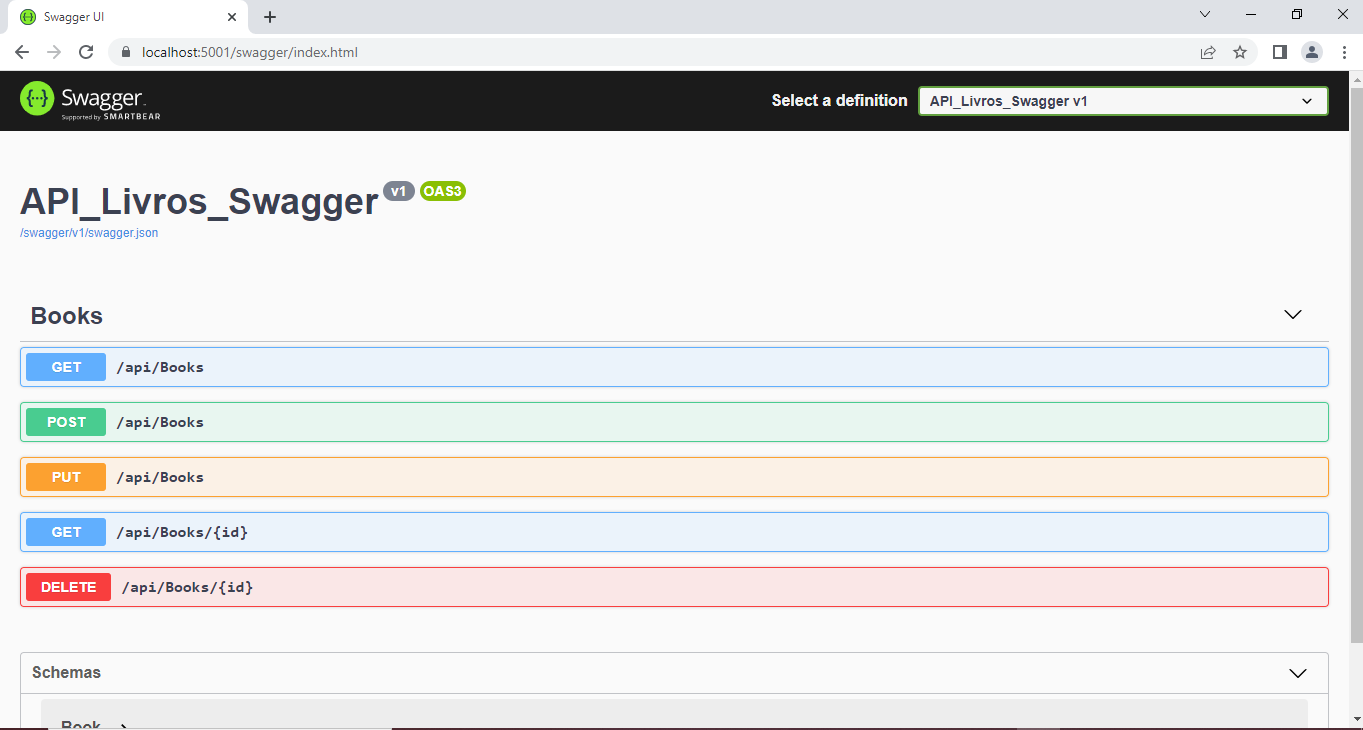 Swagger UI
localhost:5001/swagger/index.html
Swagger
Supported by SMARTBEAR
Select a definition
API_Livros_Swagger v1
API_Livros_Swagger v1 OAS3
/swagger/v1/swagger.json
Books
GET /api/Books
POST /api/Books
PUT /api/Books
GET /api/Books/{id}
DELETE /api/Books/{id}
Schemas
Book